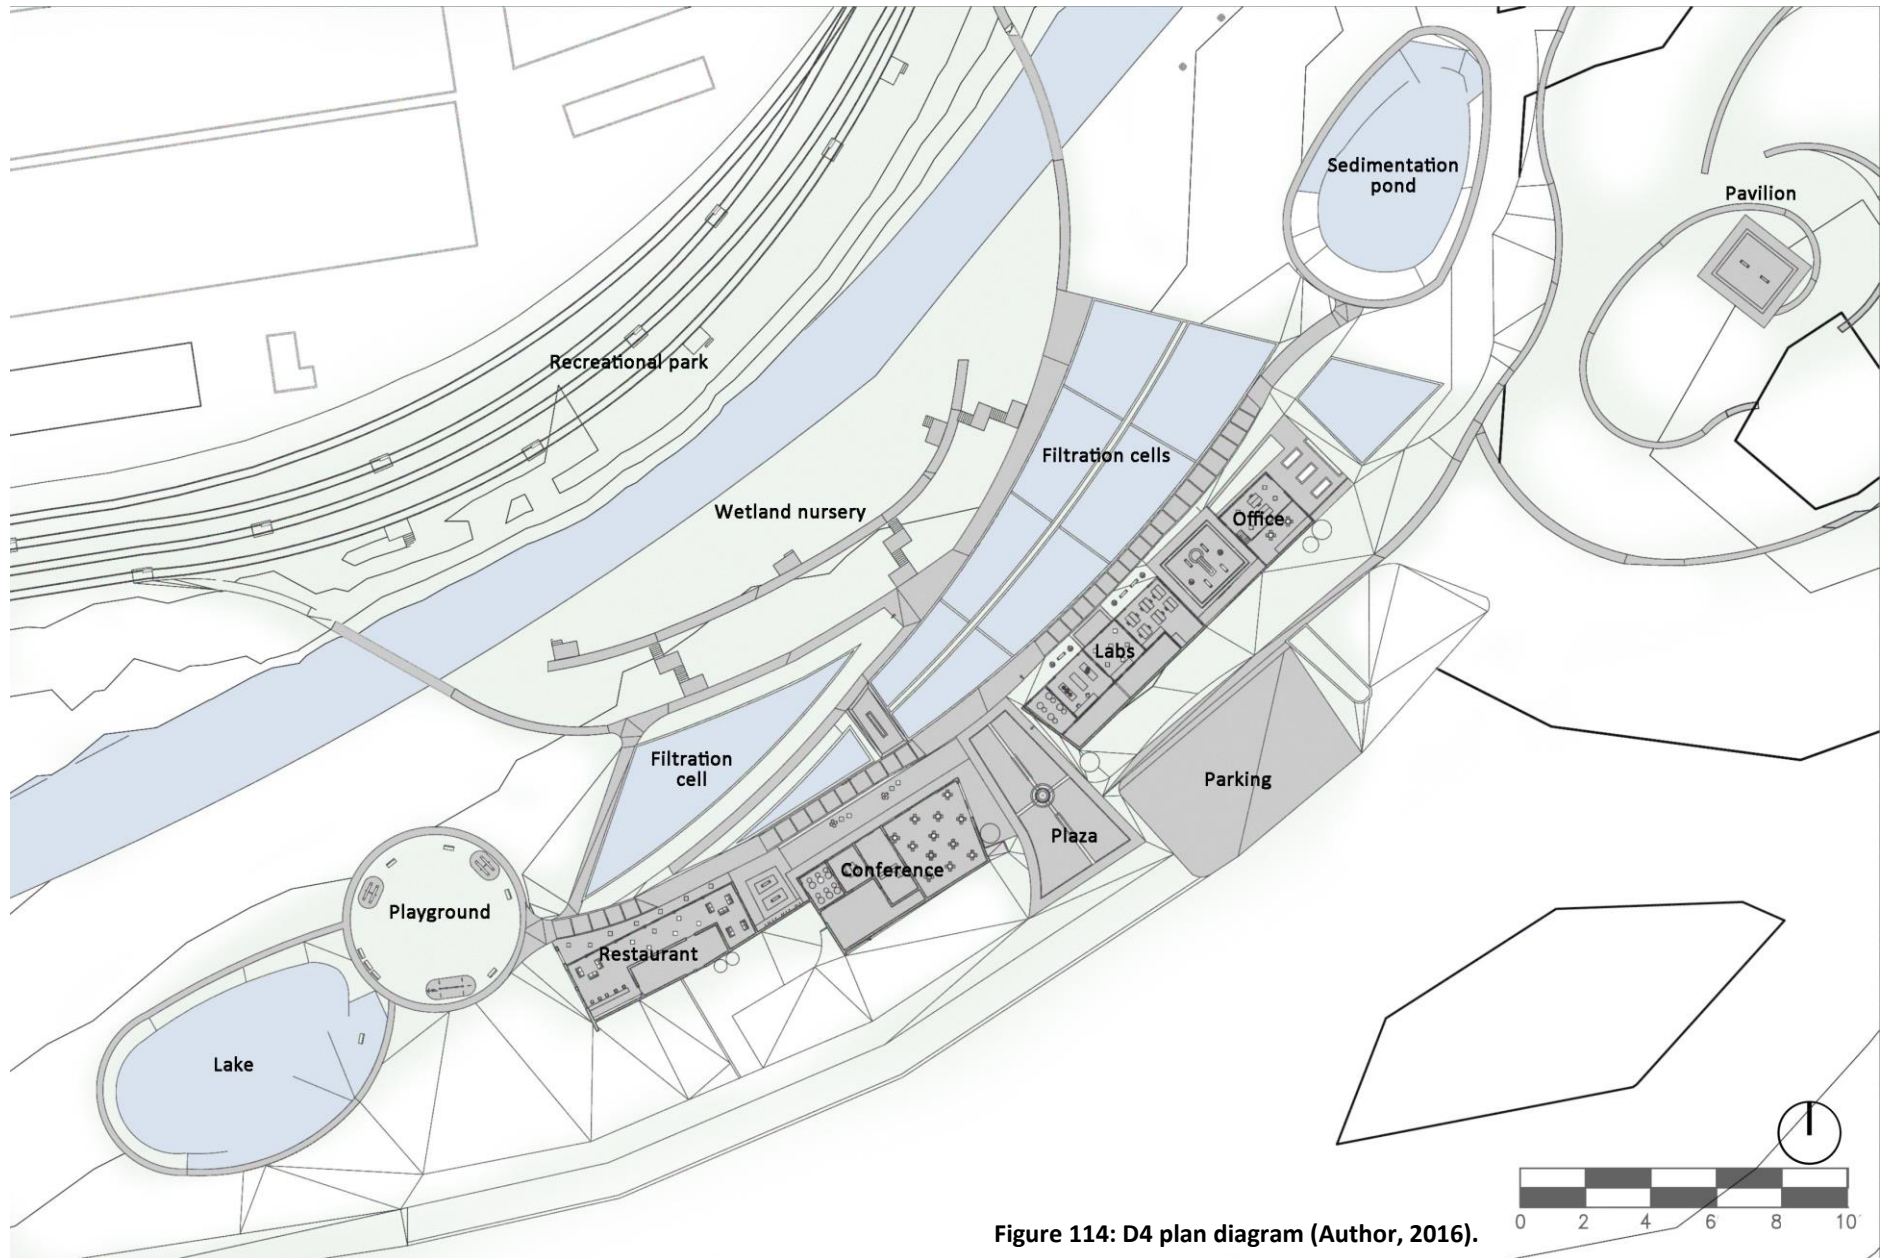 Sedimentation
pond
Pavilion
Recreational park
Filtration cells
Wetland nursery
Office
Labs
Filtration
cell
Parking
Plaza
Conference
Playground
Restaurant
Lake
0 2 4 6 8 10
Figure 114: D4 plan diagram (Author, 2016).